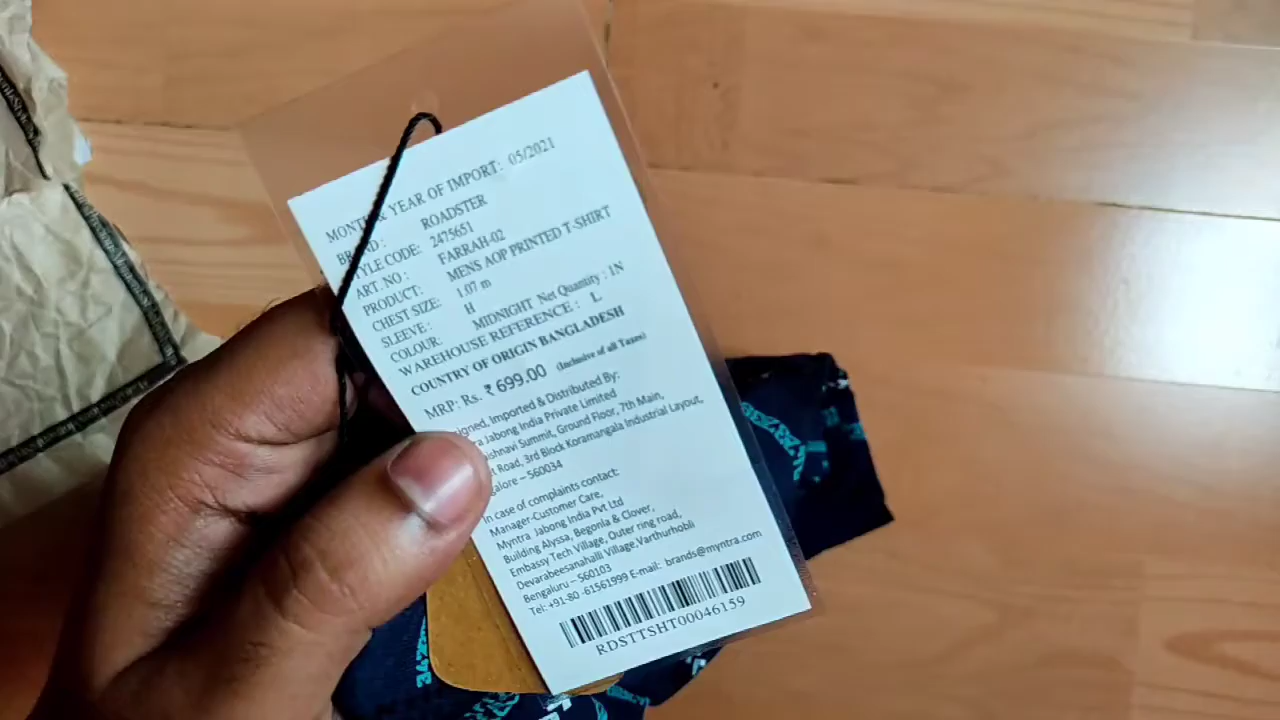 MONTH & YEAR OF IMPORT: 05/2021
BRAND: ROADSTER
STYLE CODE: 2475651
ART. NO: FARRAH-02
PRODUCT: MENS AOP PRINTED T-SHIRT
CHEST SIZE: 1.07 m
SLEEVE: H
COLOUR: MIDNIGHT Net Quantity : 1N
WAREHOUSE REFERENCE : L
COUNTRY OF ORIGIN BANGLADESH
MRP: Rs. ₹ 699.00 (Inclusive of all Taxes)
Imported & Distributed By:
Jabong India Private Limited
Summit, Ground Floor, 7th Main,
Road, 3rd Block Koramangala Industrial Layout,
– 560034
In case of complaints contact:
Manager-Customer Care,
Myntra Jabong India Pvt Ltd
Building Alyssa, Begonia & Clover,
Embassy Tech Village, Outer ring road,
Devarabeesanahalli Village,Varthurhobli
Bengaluru – 560103
Tel: +91-80 -61561999 E-mail: brands@myntra.com
RDSTTSHT00046159